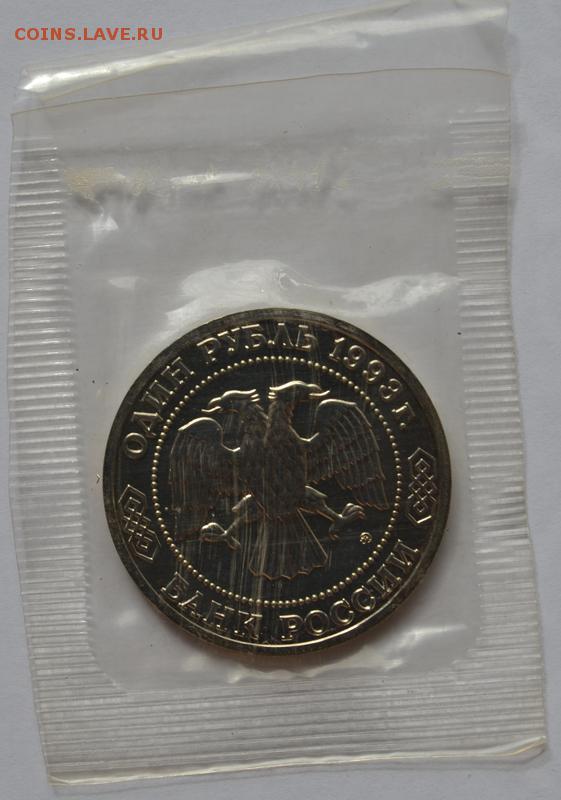 COINS.LAVE.RU
ОДИН РУБЛЬ 1993 г.
БАНК РОССИИ